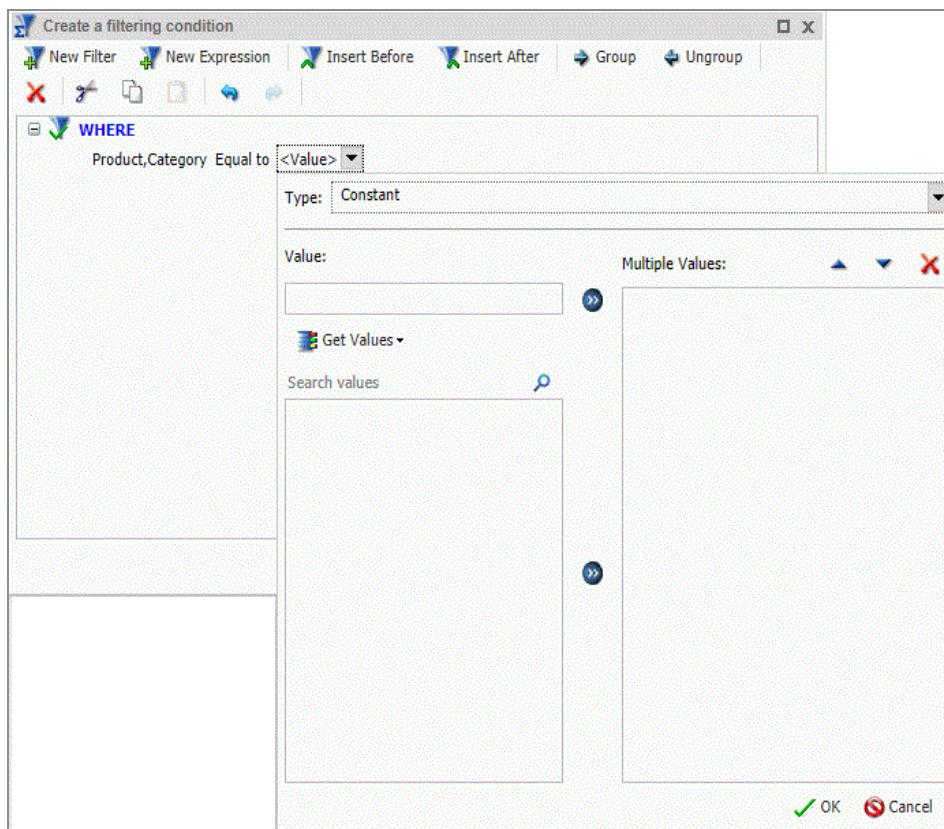 Create a filtering condition
New Filter New Expression Insert Before Insert After Group Ungroup
WHERE
Product,Category Equal to <Value>
Type: Constant
Value:
Multiple Values:
Get Values
Search values
OK Cancel